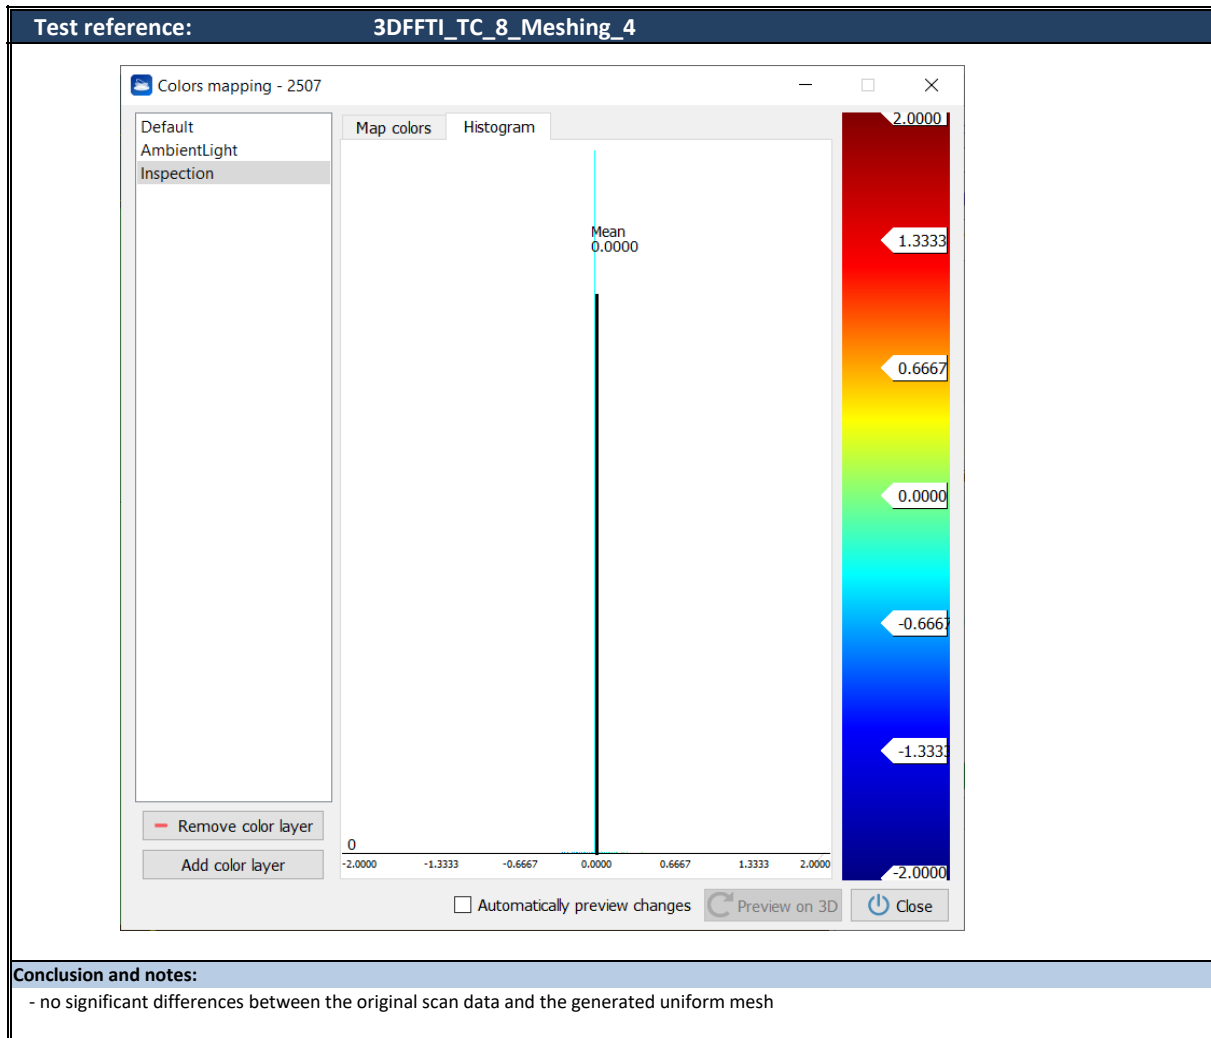 Test reference: 3DFFTI_TC_8_Meshing_4
Colors mapping - 2507
Default
AmbientLight
Inspection
Map colors Histogram
Mean
0.0000
0
-2.0000 -1.3333 -0.6667 0.0000 0.6667 1.3333 2.0000
2.0000
1.3333
0.6667
0.0000
-0.6667
-1.3333
-2.0000
Remove color layer
Add color layer
Automatically preview changes Preview on 3D Close
Conclusion and notes:
- no significant differences between the original scan data and the generated uniform mesh